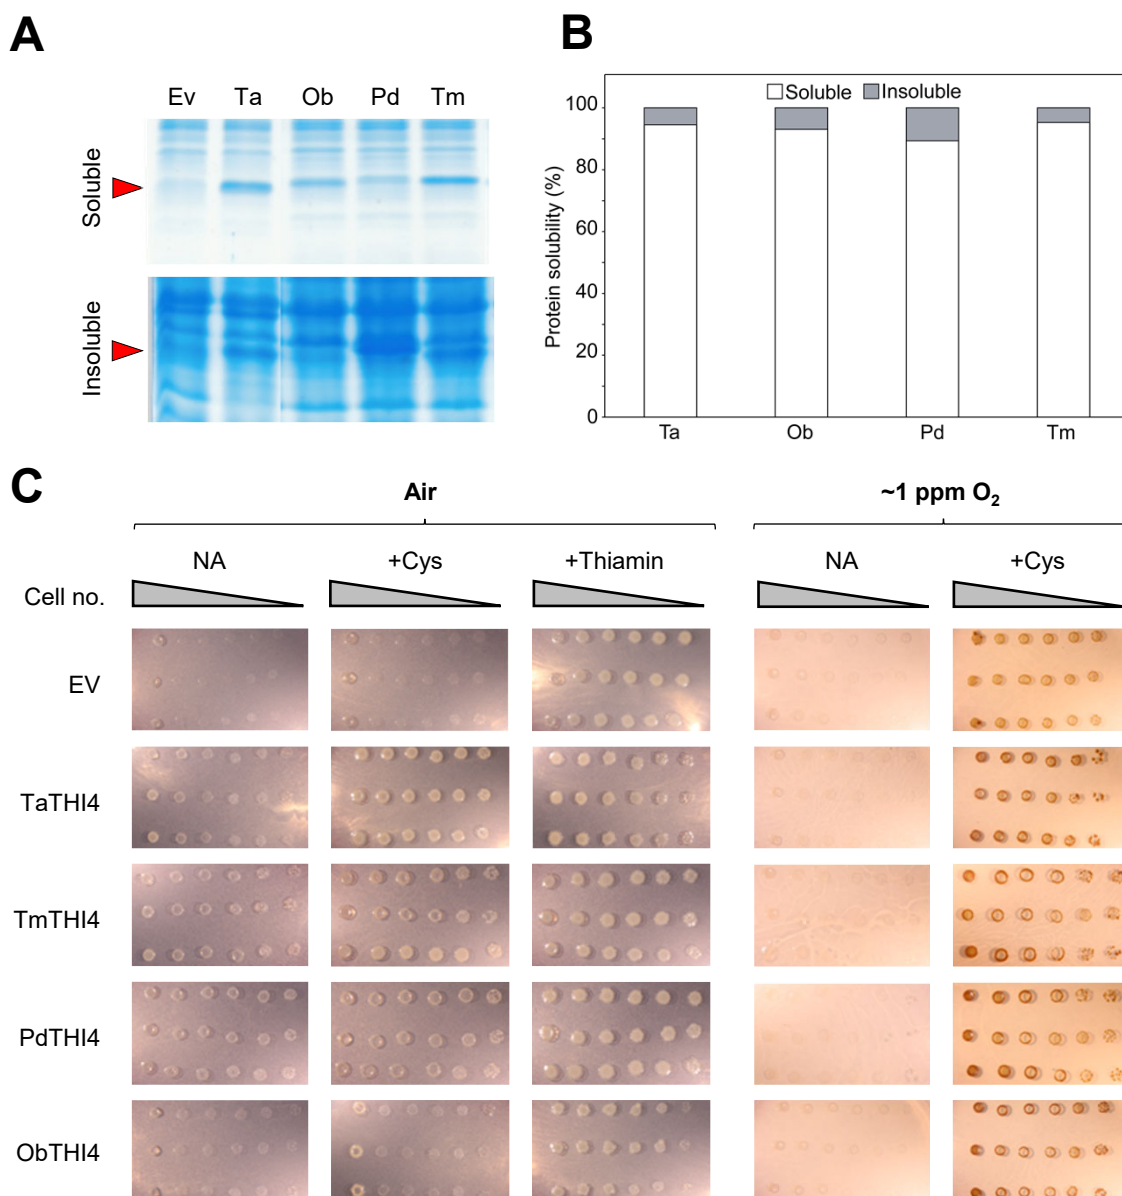 A
Ev Ta Ob Pd Tm
Soluble
Insoluble
B
Soluble Insoluble
Protein solubility (%)
100
80
60
40
20
0
Ta Ob Pd Tm
C
Air
~1 ppm O₂
NA +Cys +Thiamin NA +Cys
Cell no.
EV
TaTHI4
TmTHI4
PdTHI4
ObTHI4